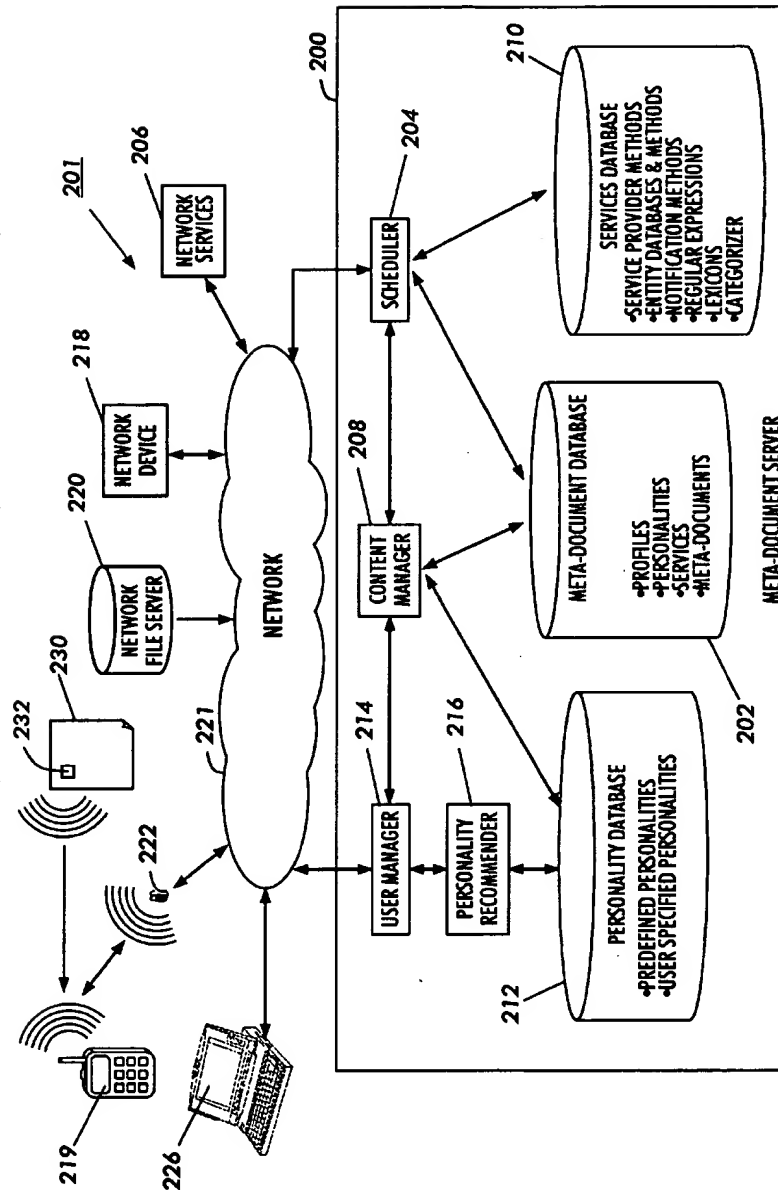 201
200
206
NETWORK
SERVICES
218
NETWORK
DEVICE
220
NETWORK
FILE SERVER
230
232
221
NETWORK
222
219
226
204
SCHEDULER
208
CONTENT
MANAGER
214
USER MANAGER
216
PERSONALITY
RECOMMENDER
210
SERVICES DATABASE
•SERVICE PROVIDER METHODS
•ENTITY DATABASES & METHODS
•NOTIFICATION METHODS
•REGULAR EXPRESSIONS
•LEXICONS
•CATEGORIZER
META-DOCUMENT DATABASE
•PROFILES
•PERSONALITIES
•SERVICES
•META-DOCUMENTS
202
PERSONALITY DATABASE
•PREDEFINED PERSONALITIES
•USER SPECIFIED PERSONALITIES
212
META-DOCUMENT SERVER